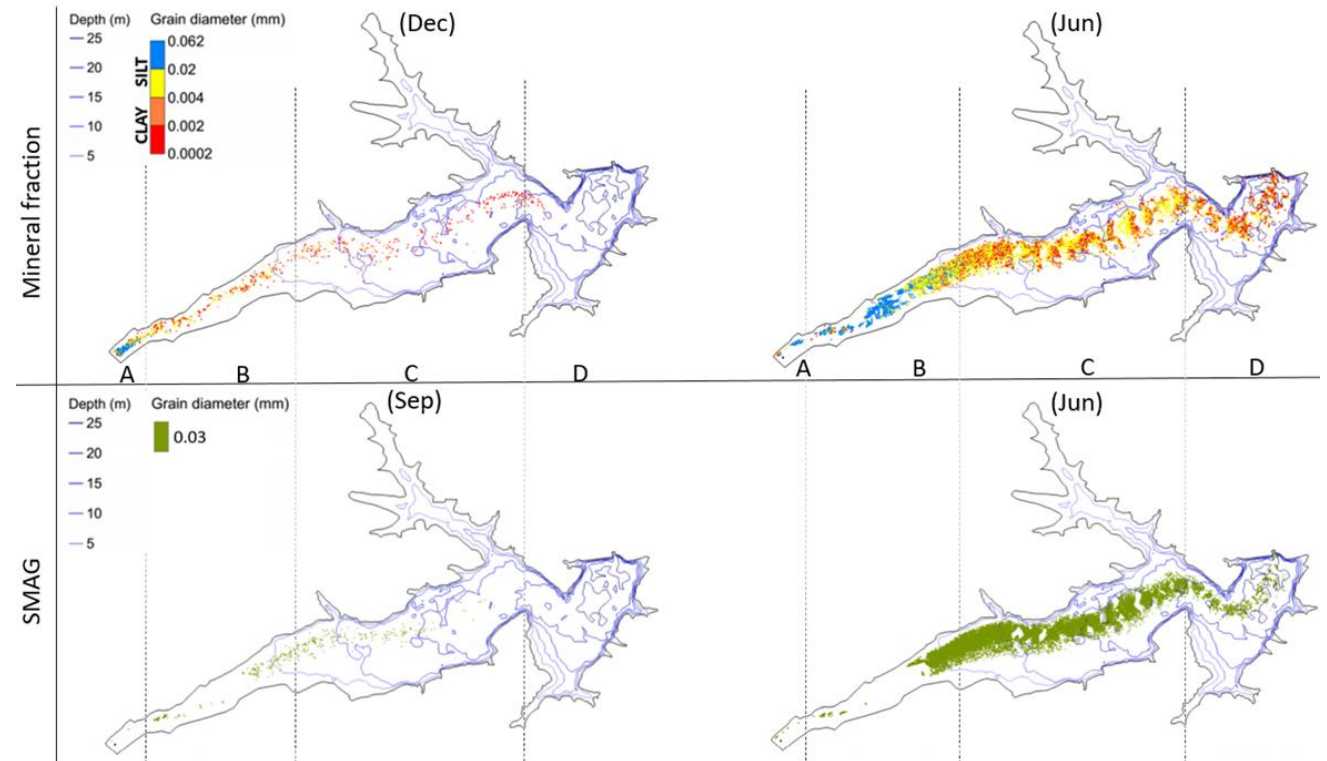 Depth (m) Grain diameter (mm)
(Dec)
(Jun)
25
20
15
10
5
SILT
CLAY
0.062
0.02
0.004
0.002
0.0002
Mineral fraction
A B C D
A B C D
Depth (m) Grain diameter (mm)
(Sep)
(Jun)
25
20
15
10
5
0.03
SMAG